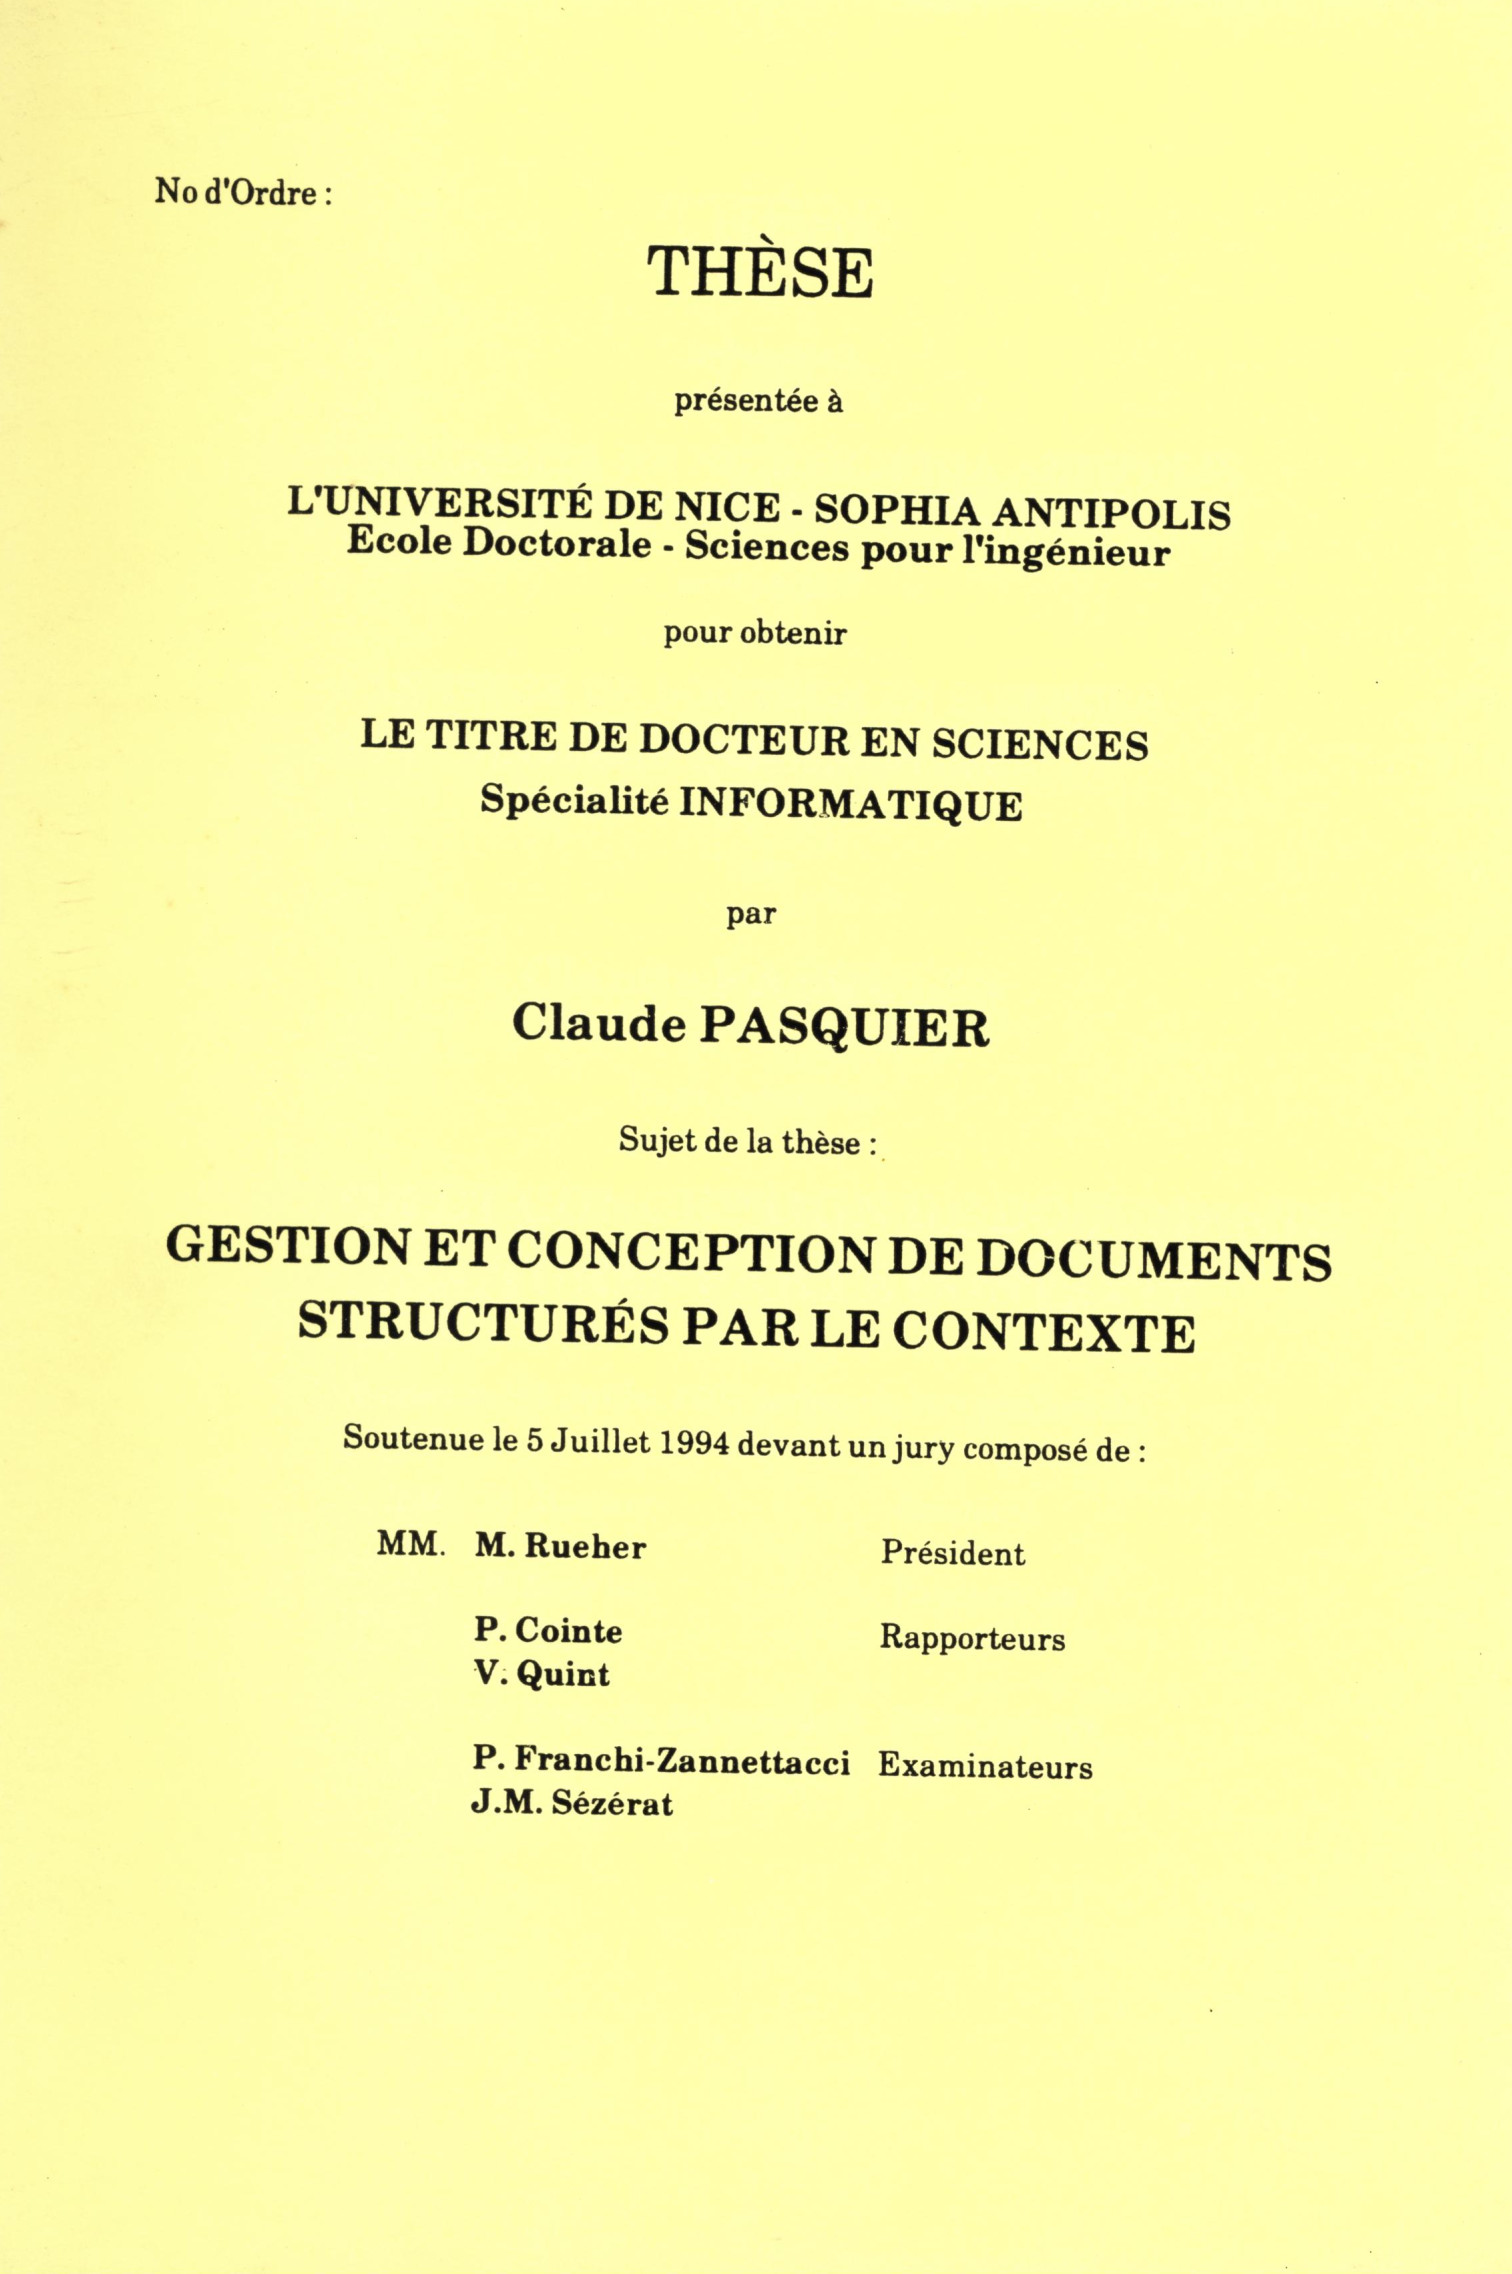 No d'Ordre :
THÈSE
présentée à
L'UNIVERSITÉ DE NICE - SOPHIA ANTIPOLIS
Ecole Doctorale - Sciences pour l'ingénieur
pour obtenir
LE TITRE DE DOCTEUR EN SCIENCES
Spécialité INFORMATIQUE
par
Claude PASQUIER
Sujet de la thèse :
GESTION ET CONCEPTION DE DOCUMENTS
STRUCTURÉS PAR LE CONTEXTE
Soutenue le 5 Juillet 1994 devant un jury composé de :
MM. M. Rueher Président
P. Cointe Rapporteurs
V. Quint
P. Franchi-Zannettacci Examinateurs
J.M. Sézérat